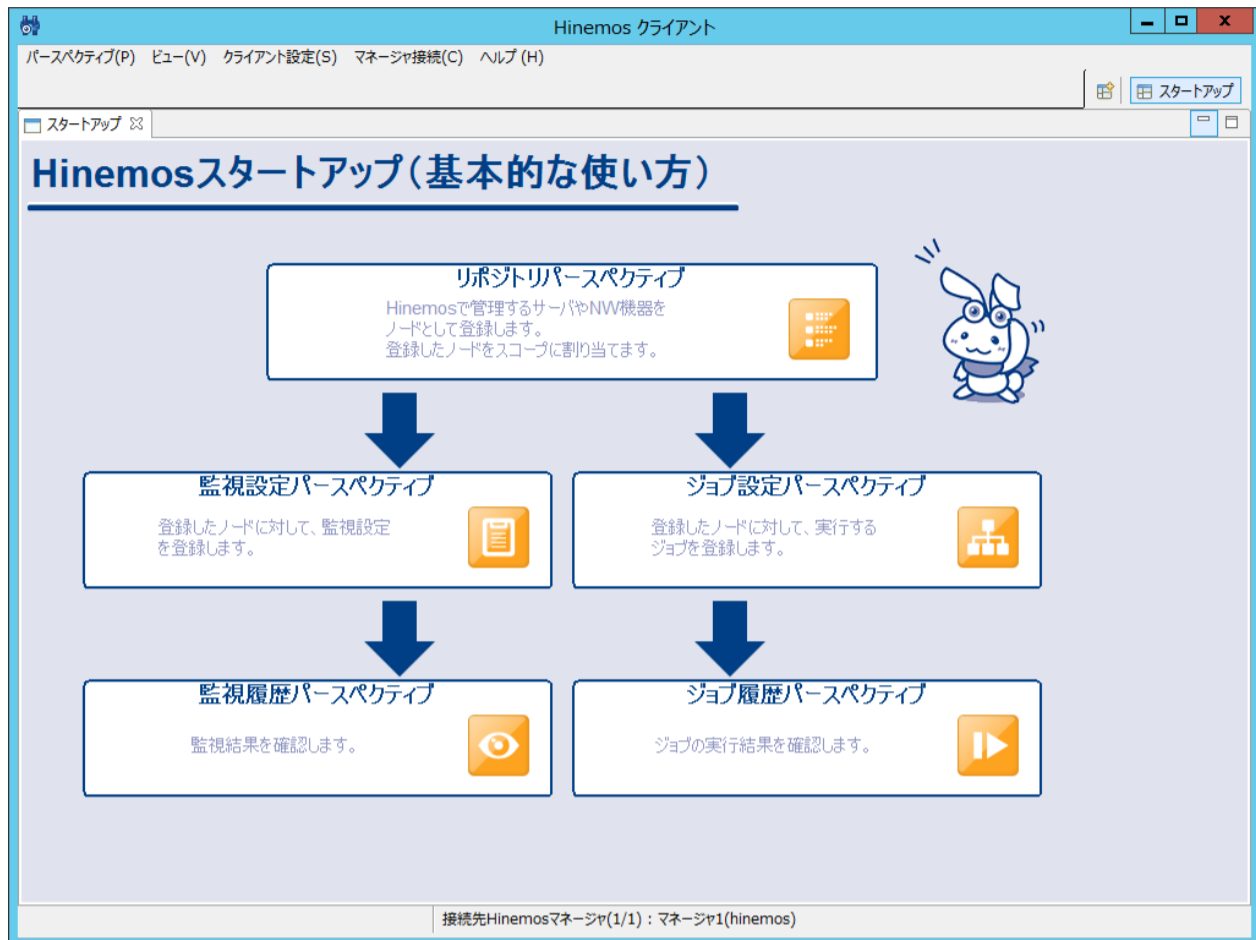 Hinemos クライアント
パースペクティブ(P) ビュー(V) クライアント設定(S) マネージャ接続(C) ヘルプ (H)
スタートアップ
スタートアップ
Hinemosスタートアップ(基本的な使い方)
リポジトリパースペクティブ
Hinemosで管理するサーバやNW機器を
ノードとして登録します。
登録したノードをスコープに割り当てます。
監視設定パースペクティブ
登録したノードに対して、監視設定
を登録します。
ジョブ設定パースペクティブ
登録したノードに対して、実行する
ジョブを登録します。
監視履歴パースペクティブ
監視結果を確認します。
ジョブ履歴パースペクティブ
ジョブの実行結果を確認します。
接続先Hinemosマネージャ(1/1) : マネージャ1(hinemos)